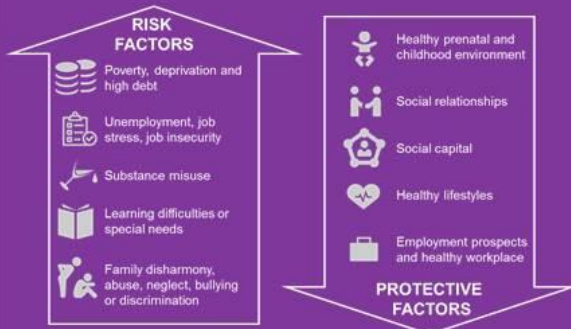 RISK
FACTORS
Poverty, deprivation and
high debt
Unemployment, job
stress, job insecurity
Substance misuse
Learning difficulties or
special needs
Family disharmony,
abuse, neglect, bullying
or discrimination
Healthy prenatal and
childhood environment
Social relationships
Social capital
Healthy lifestyles
Employment prospects
and healthy workplace
PROTECTIVE
FACTORS